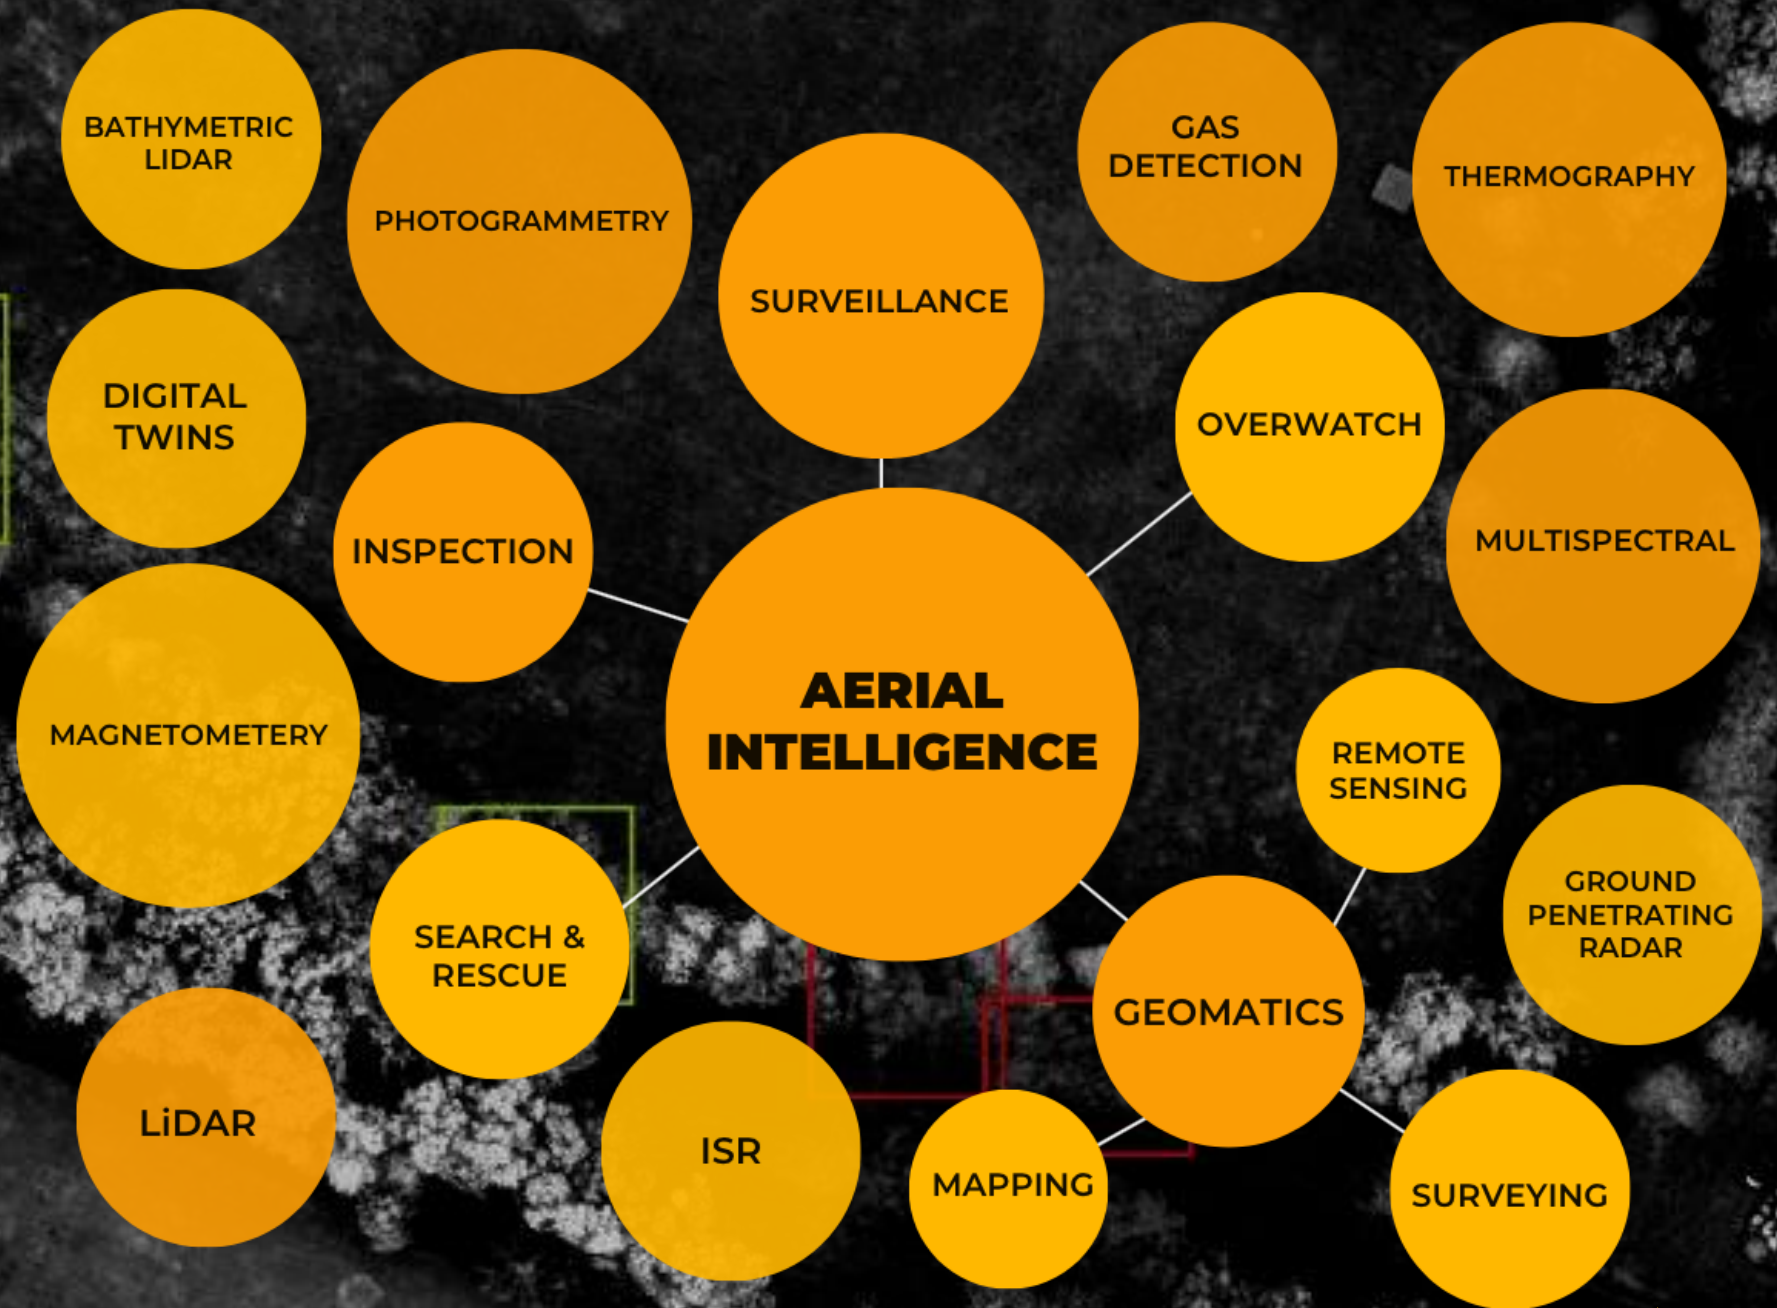 BATHYMETRIC
LIDAR
PHOTOGRAMMETRY
SURVEILLANCE
GAS
DETECTION
THERMOGRAPHY
DIGITAL
TWINS
INSPECTION
OVERWATCH
MULTISPECTRAL
AERIAL
INTELLIGENCE
MAGNETOMETERY
REMOTE
SENSING
SEARCH &
RESCUE
GROUND
PENETRATING
RADAR
GEOMATICS
LiDAR
ISR
MAPPING
SURVEYING